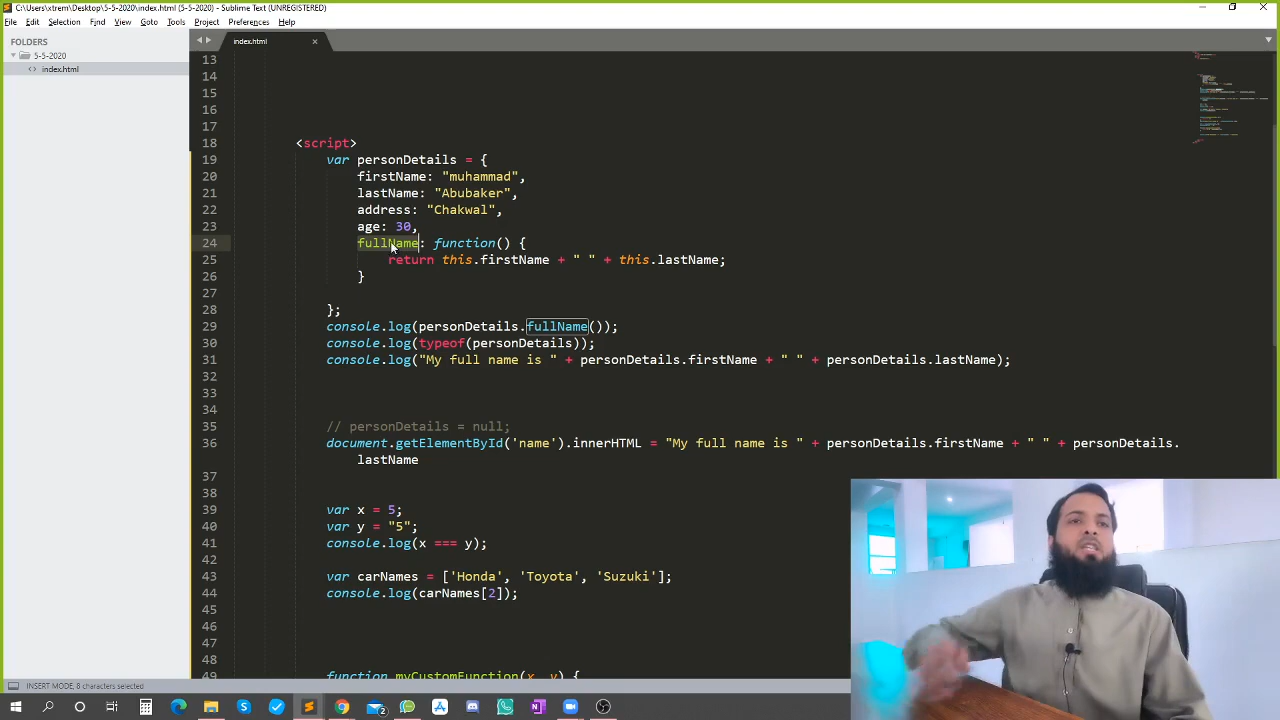 C:\Users\xtrem\Desktop\5-5-2020\index.html (5-5-2020) - Sublime Text (UNREGISTERED)
File Edit Selection Find View Goto Tools Project Preferences Help
FOLDERS
5-5-2020
index.html
index.html
13
14
15
16
17
18 <script>
19 var personDetails = {
20 firstName: "muhammad",
21 lastName: "Abubaker",
22 address: "Chakwal",
23 age: 30,
24 fullName: function() {
25 return this.firstName + " " + this.lastName;
26 }
27
28 };
29 console.log(personDetails.fullName());
30 console.log(typeof(personDetails));
31 console.log("My full name is " + personDetails.firstName + " " + personDetails.lastName);
32
33
34
35 // personDetails = null;
36 document.getElementById('name').innerHTML = "My full name is " + personDetails.firstName + " " + personDetails.
lastName
37
38
39 var x = 5;
40 var y = "5";
41 console.log(x === y);
42
43 var carNames = ['Honda', 'Toyota', 'Suzuki'];
44 console.log(carNames[2]);
45
46
47
48
49 function myCustomFunction(x, y) {
INSERT MODE, 8 characters selected